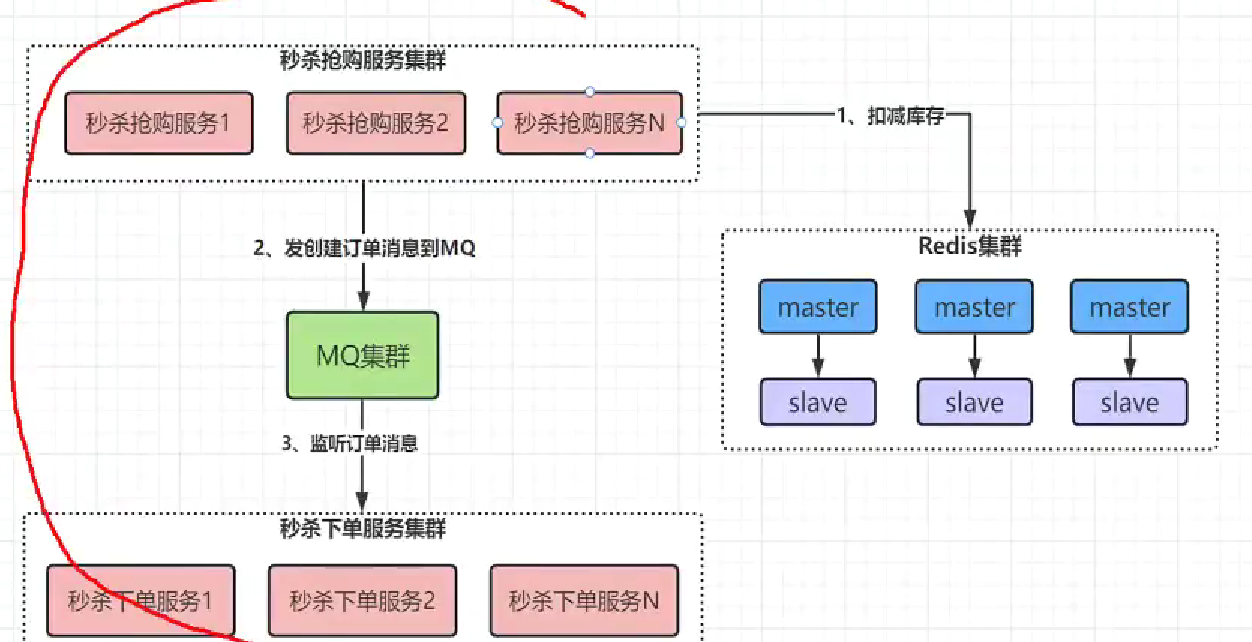 秒杀抢购服务集群
秒杀抢购服务1
秒杀抢购服务2
秒杀抢购服务N
1、扣减库存
2、发创建订单消息到MQ
Redis集群
master
master
master
MQ集群
slave
slave
slave
3、监听订单消息
秒杀下单服务集群
秒杀下单服务1
秒杀下单服务2
秒杀下单服务N